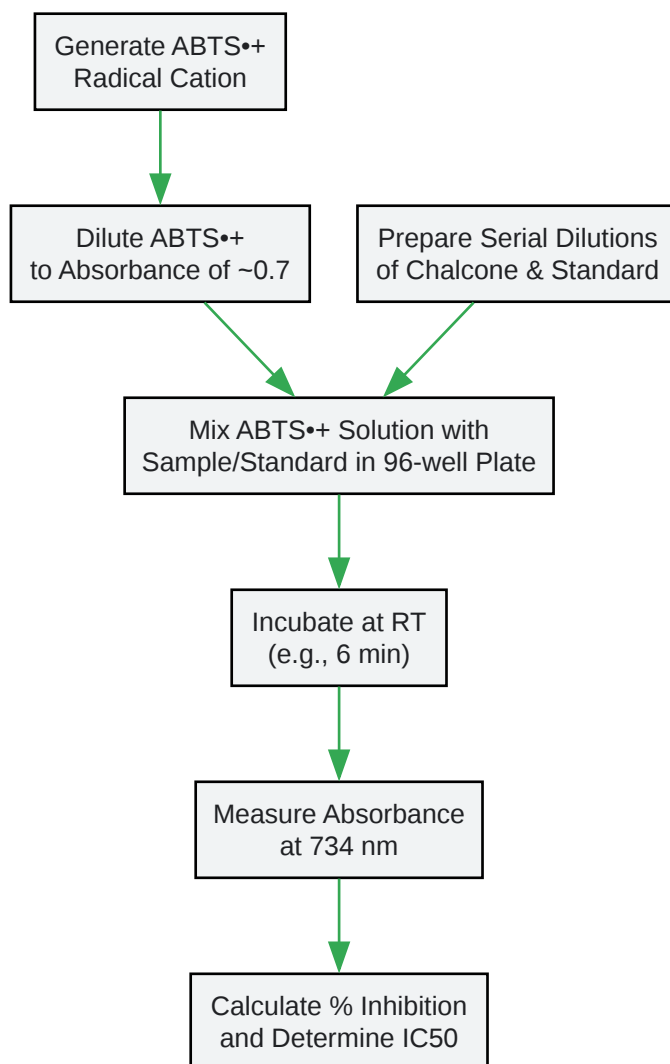 Generate ABTS•+
Radical Cation
Dilute ABTS•+
to Absorbance of ~0.7
Prepare Serial Dilutions
of Chalcone & Standard
Mix ABTS•+ Solution with
Sample/Standard in 96-well Plate
Incubate at RT
(e.g., 6 min)
Measure Absorbance
at 734 nm
Calculate % Inhibition
and Determine IC50